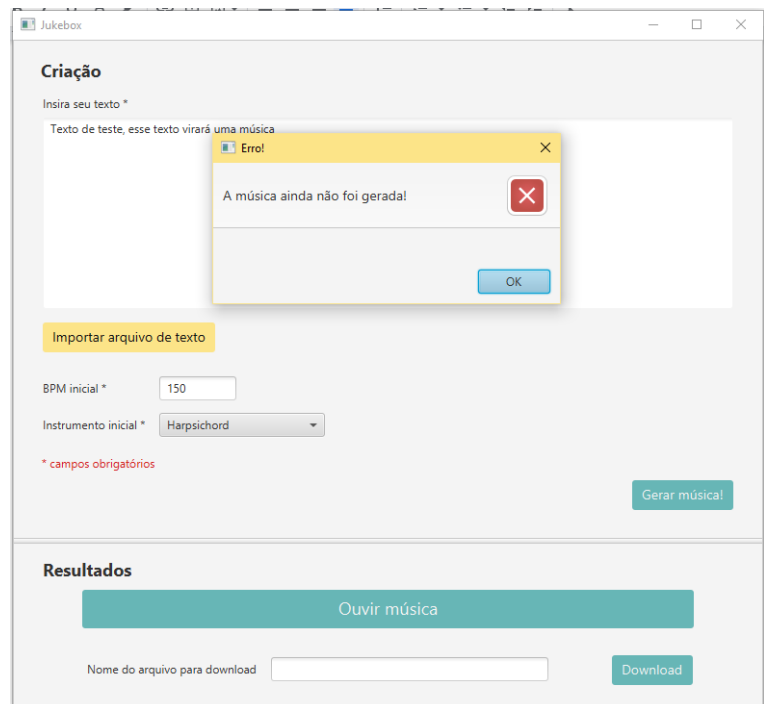 Jukebox
Criação
Insira seu texto *
Texto de teste, esse texto virará uma música
Erro!
A música ainda não foi gerada!
OK
Importar arquivo de texto
BPM inicial *
150
Instrumento inicial *
Harpsichord
* campos obrigatórios
Gerar música!
Resultados
Ouvir música
Nome do arquivo para download
Download